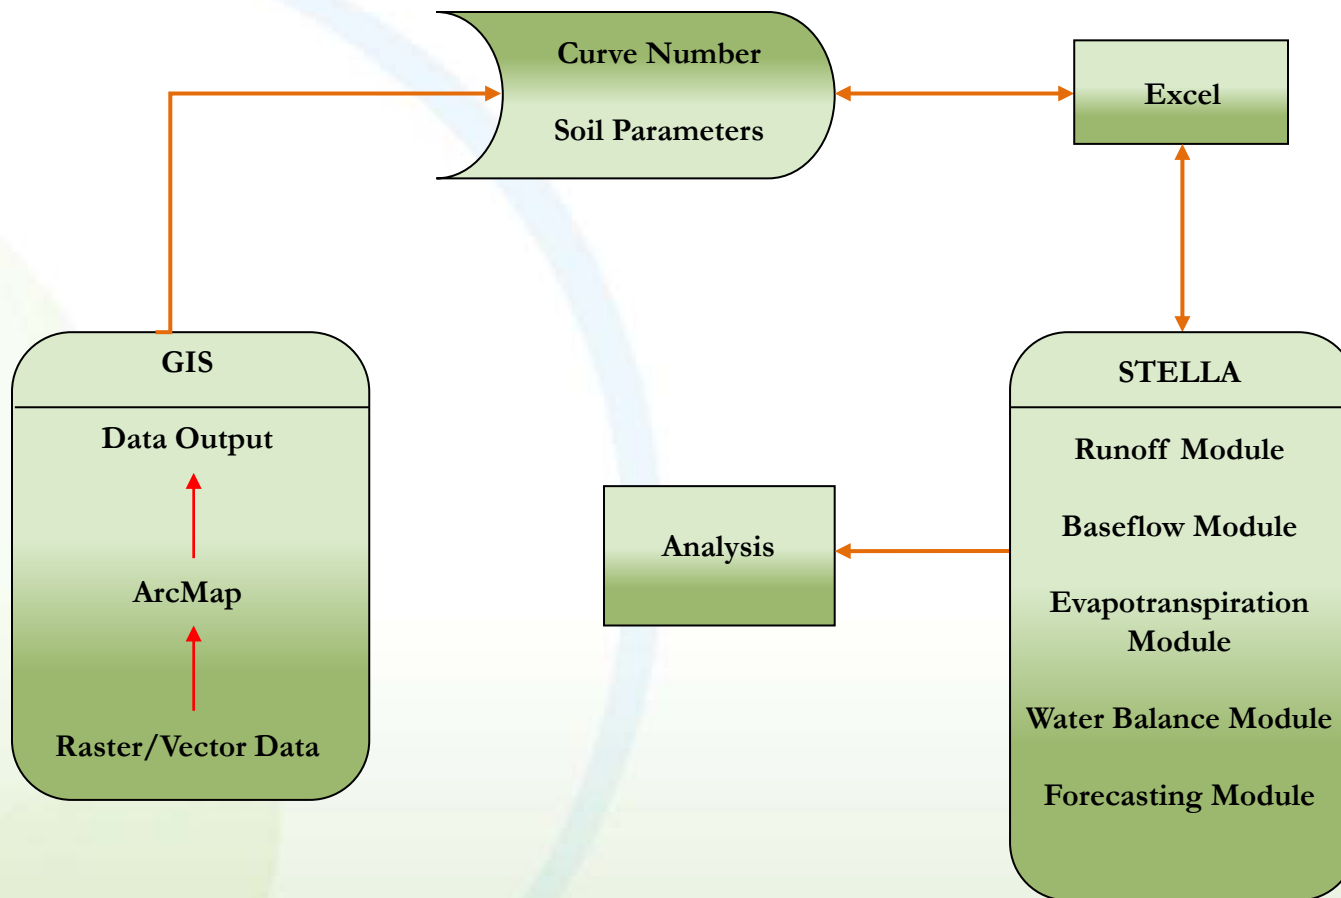 Curve Number
Soil Parameters
Excel
GIS
Data Output
ArcMap
Raster/Vector Data
Analysis
STELLA
Runoff Module
Baseflow Module
Evapotranspiration
Module
Water Balance Module
Forecasting Module